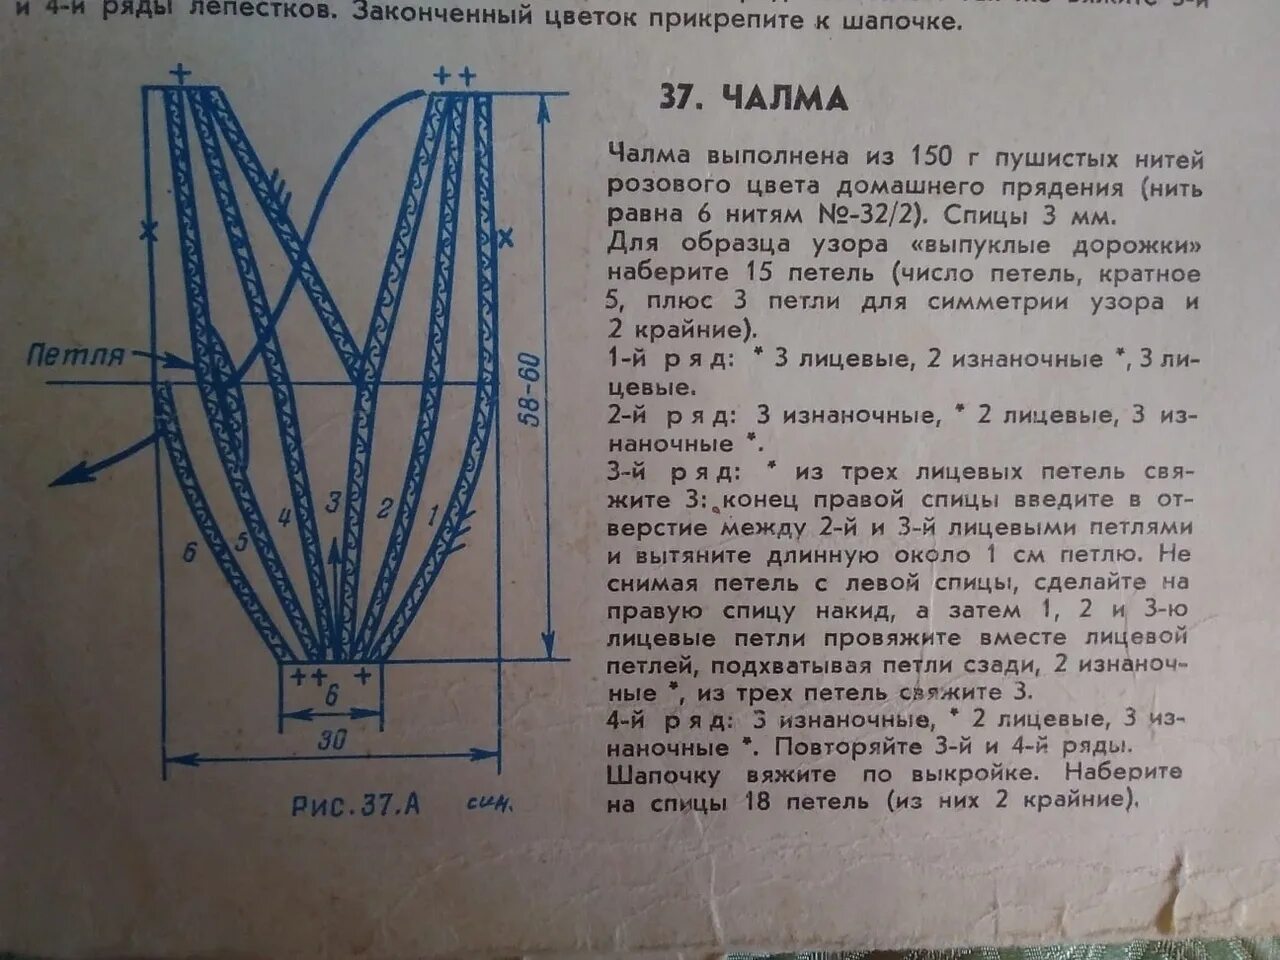 и 4-й ряды лепестков. Законченный цветок прикрепите к шапочке.
37. ЧАЛМА
Чалма выполнена из 150 г пушистых нитей
розового цвета домашнего прядения (нить
равна 6 нитям №-32/2). Спицы 3 мм.
Для образца узора «выпуклые дорожки»
наберите 15 петель (число петель, кратное
5, плюс 3 петли для симметрии узора и
2 крайние).
1-й ряд: * 3 лицевые, 2 изнаночные *, 3 ли-
цевые.
2-й ряд: 3 изнаночные, * 2 лицевые, 3 из-
наночные *.
3-й ряд: * из трех лицевых петель свя-
жите 3: конец правой спицы введите в от-
верстие между 2-й и 3-й лицевыми петлями
и вытяните длинную около 1 см петлю. Не
снимая петель с левой спицы, сделайте на
правую спицу накид, а затем 1, 2 и 3-ю
лицевые петли провяжите вместе лицевой
петлей, подхватывая петли сзади, 2 изнаноч-
ные *, из трех петель свяжите 3.
4-й ряд: 3 изнаночные, * 2 лицевые, 3 из-
наночные *. Повторяйте 3-й и 4-й ряды.
Шапочку вяжите по выкройке. Наберите
на спицы 18 петель (из них 2 крайние).
+ + +
× ×
Петля
58-60
6 5 4 3 2 1
+ + +
6
30
Рис. 37.А
син.